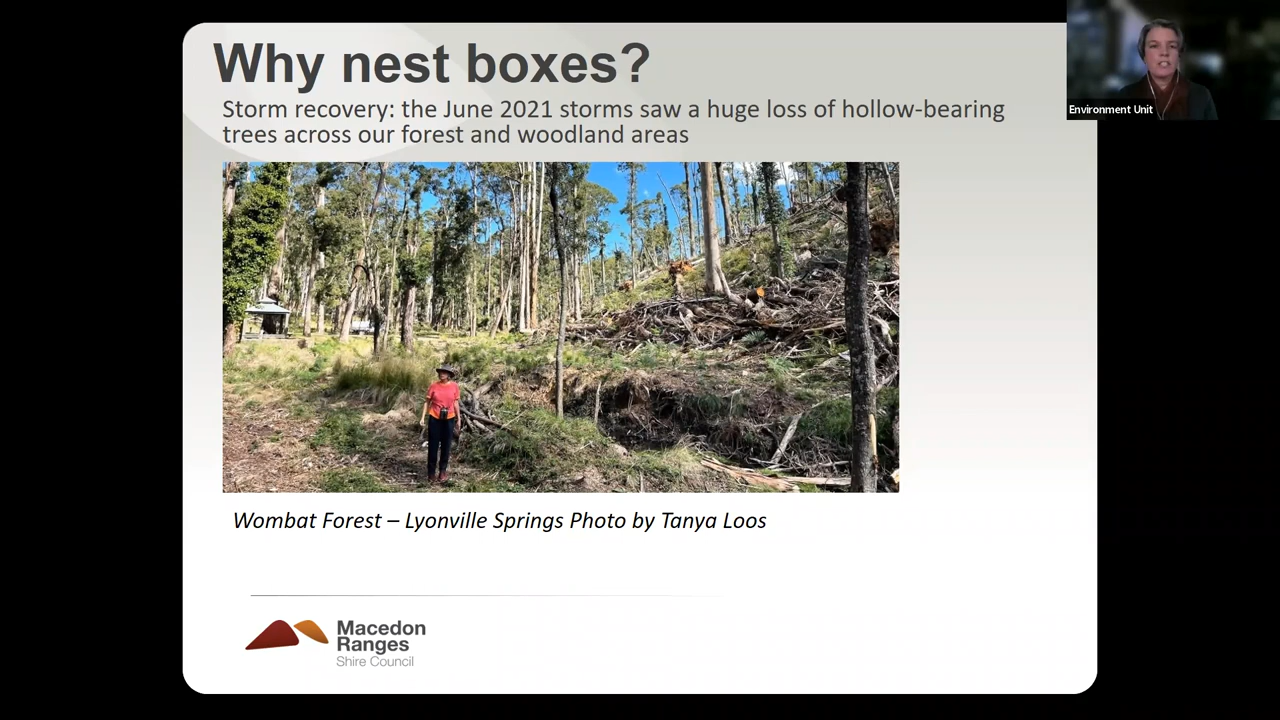 Why nest boxes?
Storm recovery: the June 2021 storms saw a huge loss of hollow-bearing
trees across our forest and woodland areas
Environment Unit
Wombat Forest – Lyonville Springs Photo by Tanya Loos
Macedon
Ranges
Shire Council